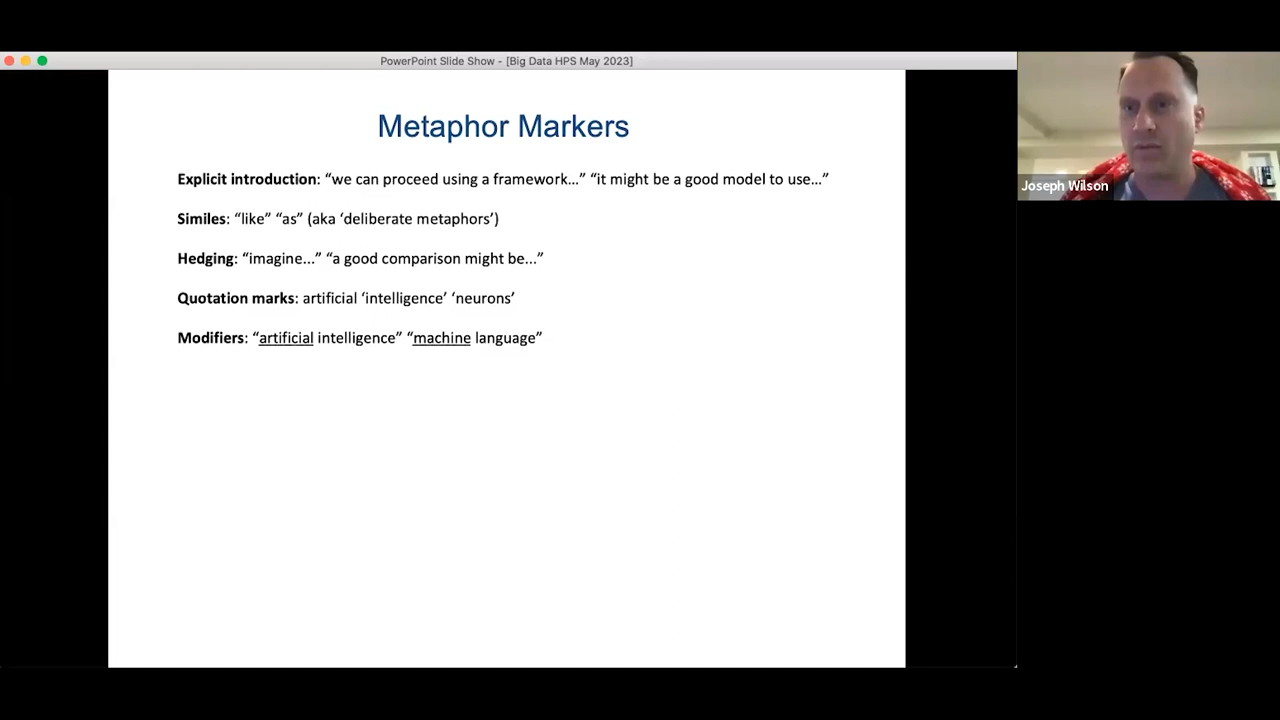 PowerPoint Slide Show - [Big Data HPS May 2023]
Metaphor Markers
Explicit introduction: “we can proceed using a framework…” “it might be a good model to use…”
Similes: “like” “as” (aka ‘deliberate metaphors’)
Hedging: “imagine…” “a good comparison might be…”
Quotation marks: artificial ‘intelligence’ ‘neurons’
Modifiers: “artificial intelligence” “machine language”
Joseph Wilson